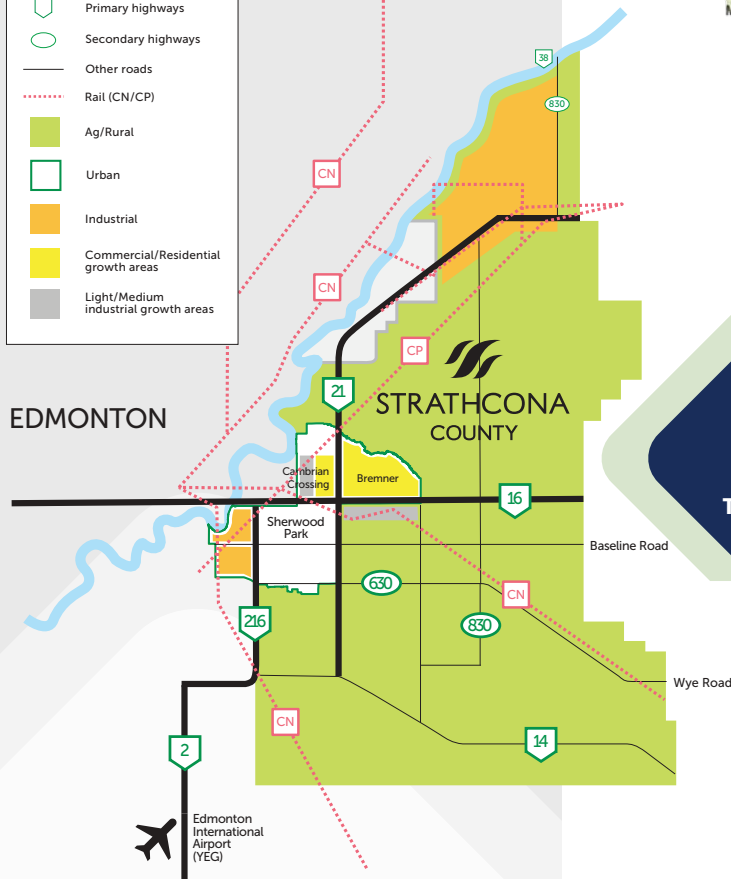 Primary highways
Secondary highways
Other roads
Rail (CN/CP)
Ag/Rural
Urban
Industrial
Commercial/Residential
growth areas
Light/Medium
industrial growth areas
38
830
CN
CN
CP
21
STRATHCONA
COUNTY
EDMONTON
Cambrian
Crossing
Bremner
16
Sherwood
Park
Baseline Road
630
CN
216
830
Wye Road
CN
14
2
Edmonton
International
Airport
(YEG)